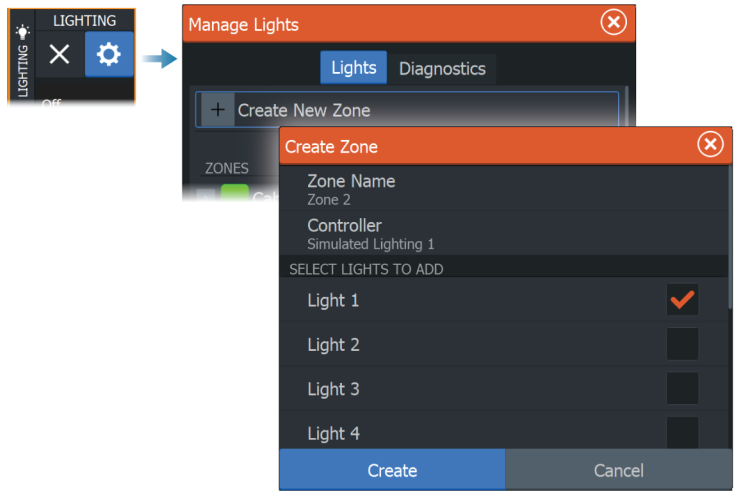 LIGHTING
LIGHTING
Off
Manage Lights
Lights
Diagnostics
+ Create New Zone
ZONES
Create Zone
Zone Name
Zone 2
Controller
Simulated Lighting 1
SELECT LIGHTS TO ADD
Light 1
Light 2
Light 3
Light 4
Create
Cancel